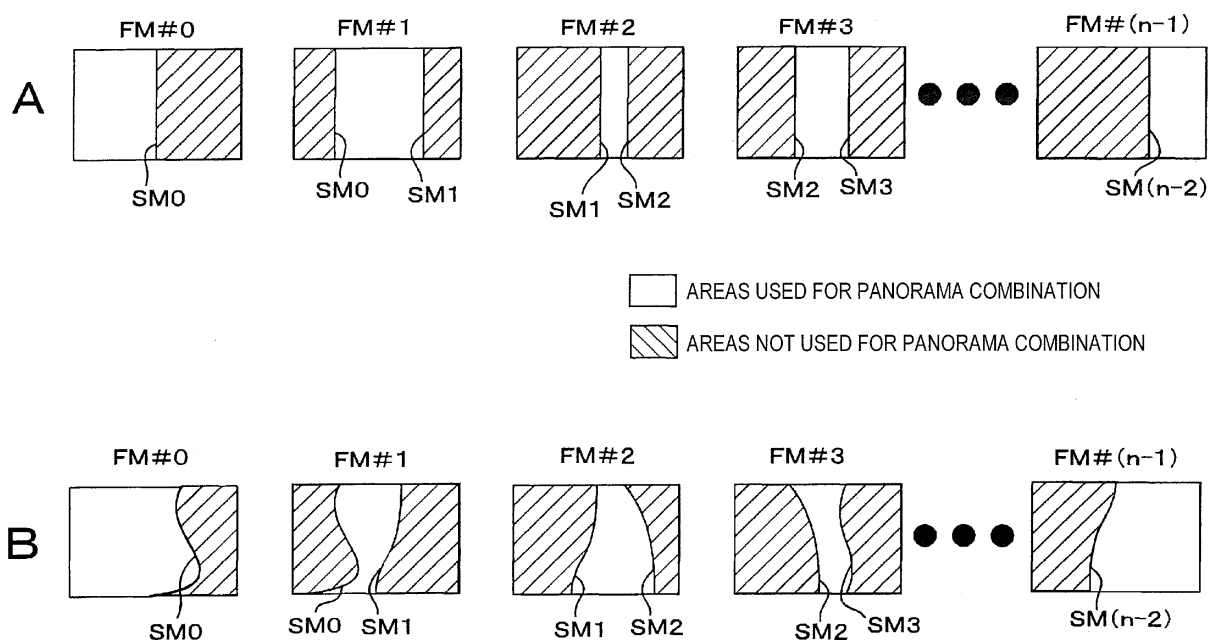 FM#0 FM#1 FM#2 FM#3 FM#(n-1)
A
SM0 SM0 SM1 SM1 SM2 SM2 SM3 SM(n-2)
AREAS USED FOR PANORAMA COMBINATION
AREAS NOT USED FOR PANORAMA COMBINATION
FM#0 FM#1 FM#2 FM#3 FM#(n-1)
B
SM0 SM0 SM1 SM1 SM2 SM2 SM3 SM(n-2)